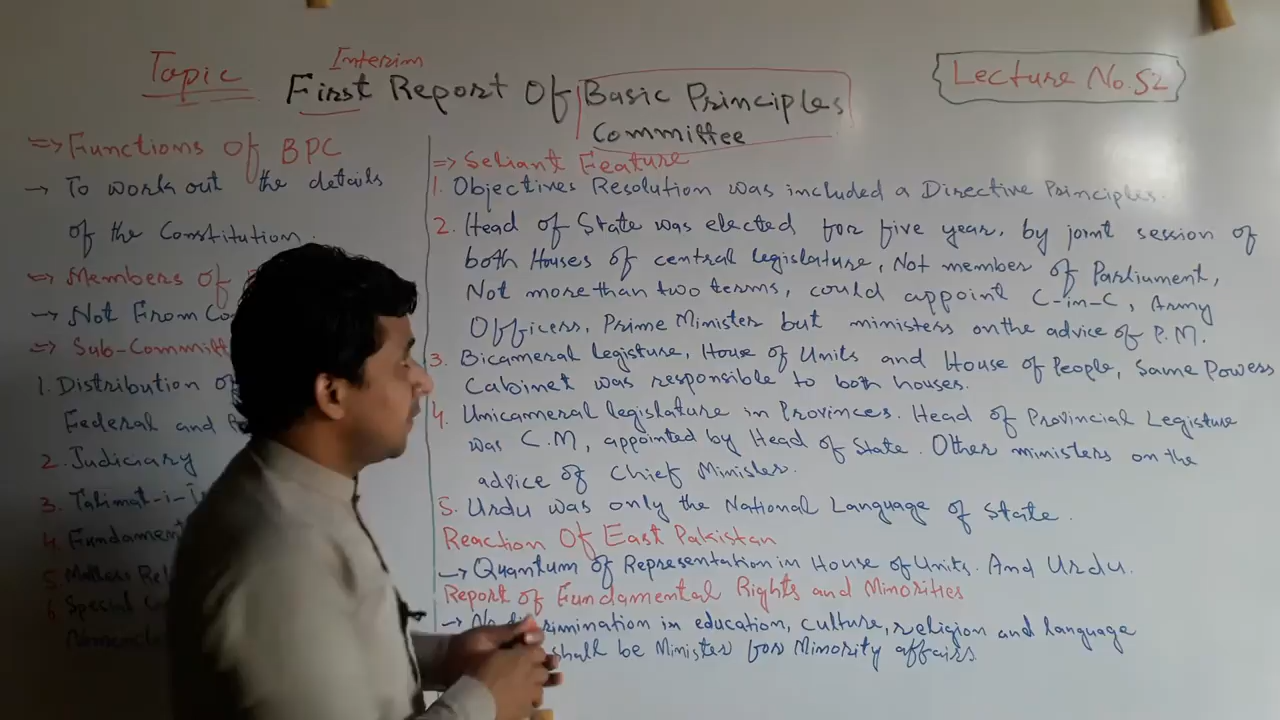 Topic
Interim
First Report Of Basic Principles
Committee
Lecture No.52
=> Functions Of BPC
→ To work out the details
of the Constitution.
=> Members of
→ Not From
=> Sub-Committ
1. Distribution of
Federal and
2. Judiciary
3. Talimat-i-
4. Fundamen
5.
6 Special
Nomencla
=> Seliant Feature
1. Objectives Resolution was included a Directive Principles.
2. Head of State was elected for five year, by joint session of
both Houses of central legislature, Not member of Parliument,
Not more than two terms, could appoint C-in-C, Army
Officers, Prime Minister but ministers on the advice of P.M.
3. Bicameral legisture, House of Units and House of People, Same Powers
Cabinet was responsible to both houses.
4. Unicameral legislature in Provinces. Head of Provincial Legisture
was C.M, appointed by Head of State. Other ministers on the
advice of Chief Minister.
5. Urdu was only the National Language of State.
Reaction Of East Pakistan
→ Quantum of Representation in House of Units. And Urdu.
Report of Fundamental Rights and Minorities
→ No discrimination in education, culture, religion and language
shall be Minister for Minority affairs.